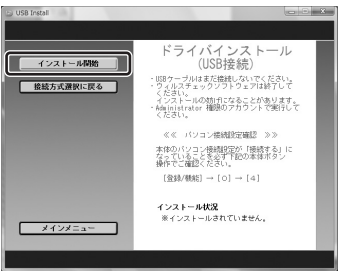 USB Install
ドライバインストール
(USB接続)
インストール開始
接続方式選択に戻る
・USBケーブルはまだ接続しないでください。
・ウィルスチェックソフトウェアは終了して
ください。
インストールの妨げになることがあります。
・Administrator 権限のアカウントで実行して
ください。
≪≪ パソコン接続設定確認 ≫≫
本体のパソコン接続設定が「接続する」に
なっていることを必ず下記の本体ボタン
操作でご確認ください。
[登録/機能] → [0] → [4]
インストール状況
※インストールされていません。
メインメニュー